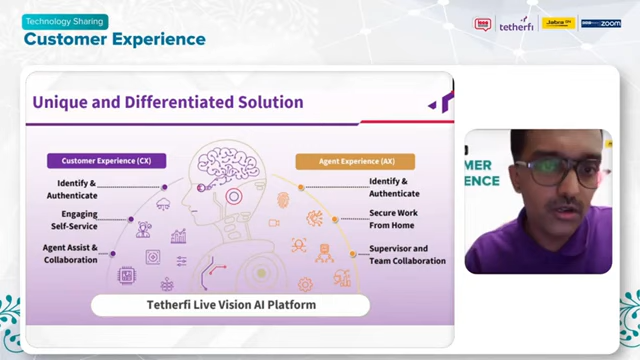 Technology Sharing
Customer Experience
tetherfi
Jabra GN
zoom
Unique and Differentiated Solution
Customer Experience (CX)
Identify &
Authenticate
Engaging
Self-Service
Agent Assist &
Collaboration
Agent Experience (AX)
Identify &
Authenticate
Secure Work
From Home
Supervisor and
Team Collaboration
Tetherfi Live Vision AI Platform